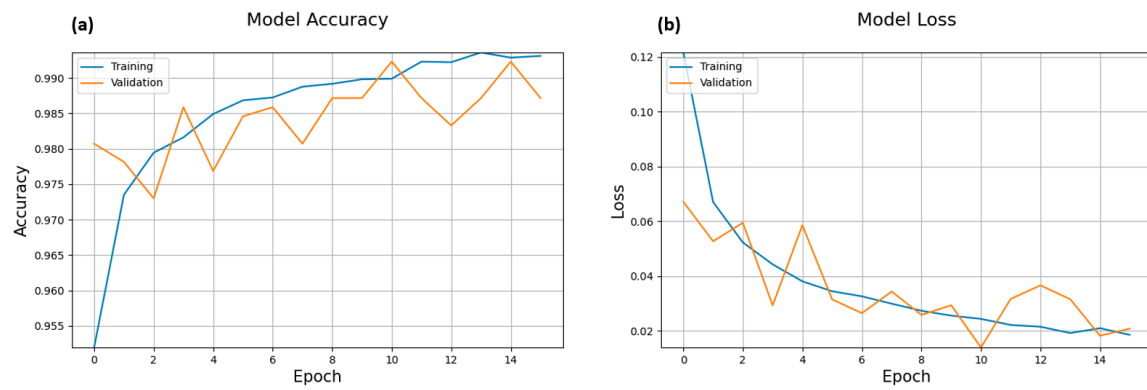 (a)
Model Accuracy
Training
Validation
0.990
0.985
0.980
0.975
0.970
0.965
0.960
0.955
Accuracy
0 2 4 6 8 10 12 14
Epoch
(b)
Model Loss
Training
Validation
0.12
0.10
0.08
0.06
0.04
0.02
Loss
0 2 4 6 8 10 12 14
Epoch